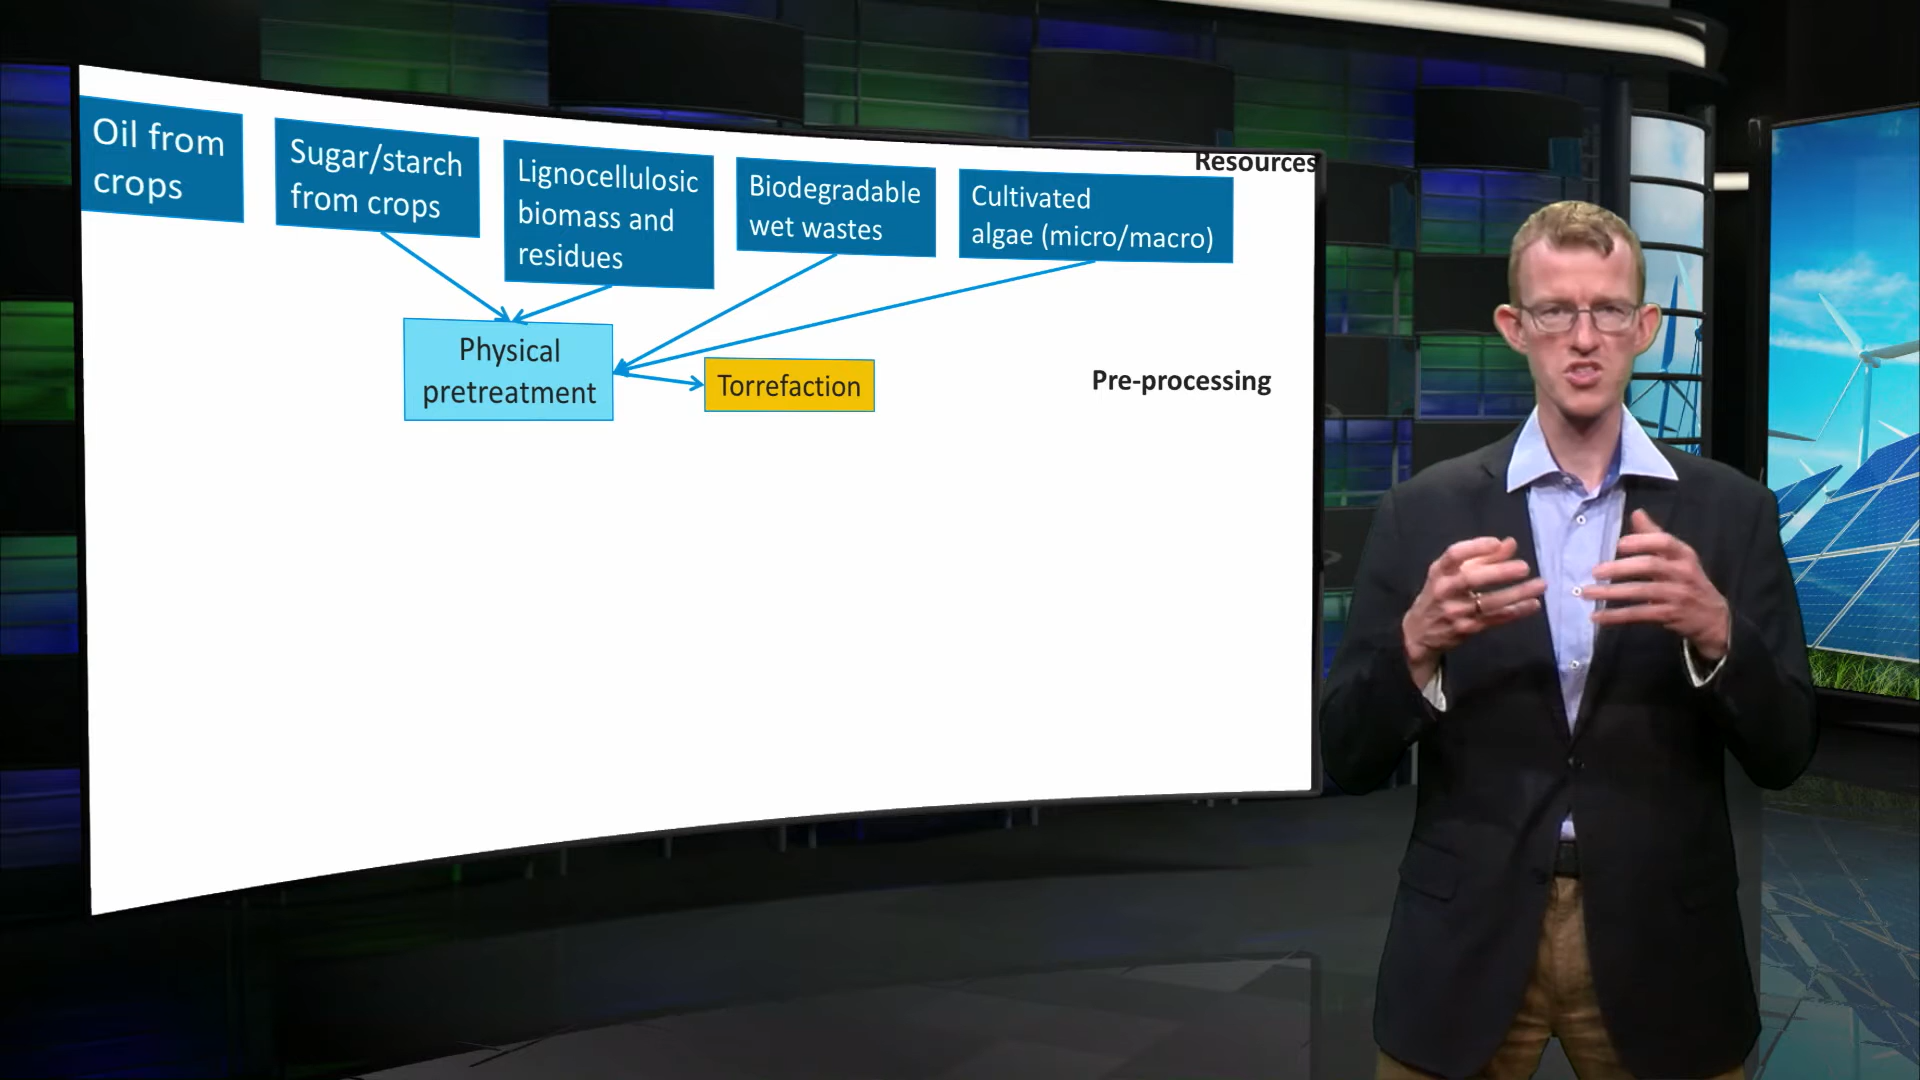 Oil from
crops
Sugar/starch
from crops
Lignocellulosic
biomass and
residues
Biodegradable
wet wastes
Cultivated
algae (micro/macro)
Resources
Physical
pretreatment
Torrefaction
Pre-processing